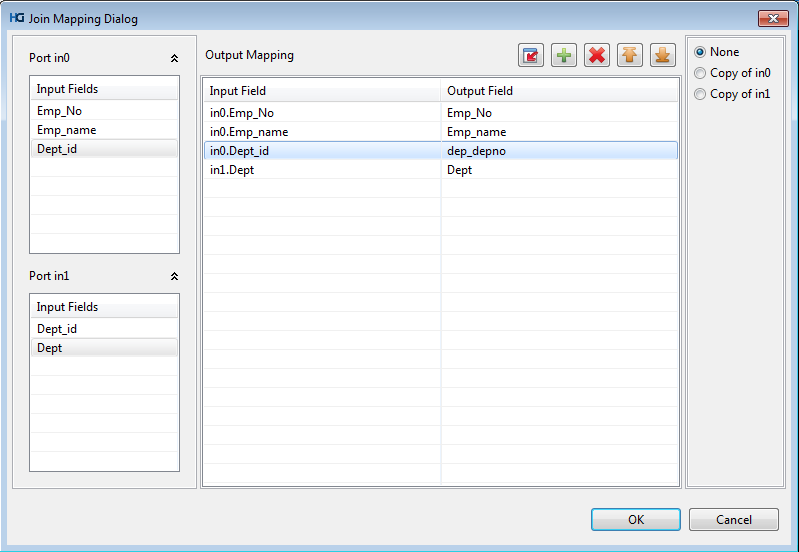 HG Join Mapping Dialog
Port in0
Input Fields
Emp_No
Emp_name
Dept_id
Port in1
Input Fields
Dept_id
Dept
Output Mapping
Input Field Output Field
in0.Emp_No Emp_No
in0.Emp_name Emp_name
in0.Dept_id dep_depno
in1.Dept Dept
None
Copy of in0
Copy of in1
OK Cancel